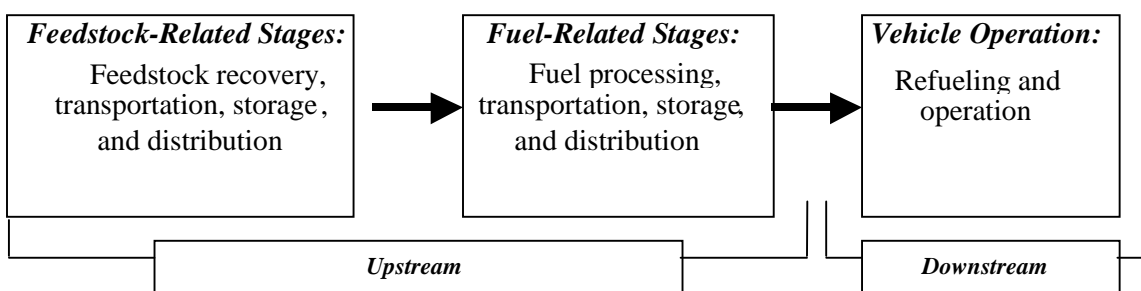 Feedstock-Related Stages:
Feedstock recovery,
transportation, storage,
and distribution
Fuel-Related Stages:
Fuel processing,
transportation, storage,
and distribution
Vehicle Operation:
Refueling and
operation
Upstream
Downstream